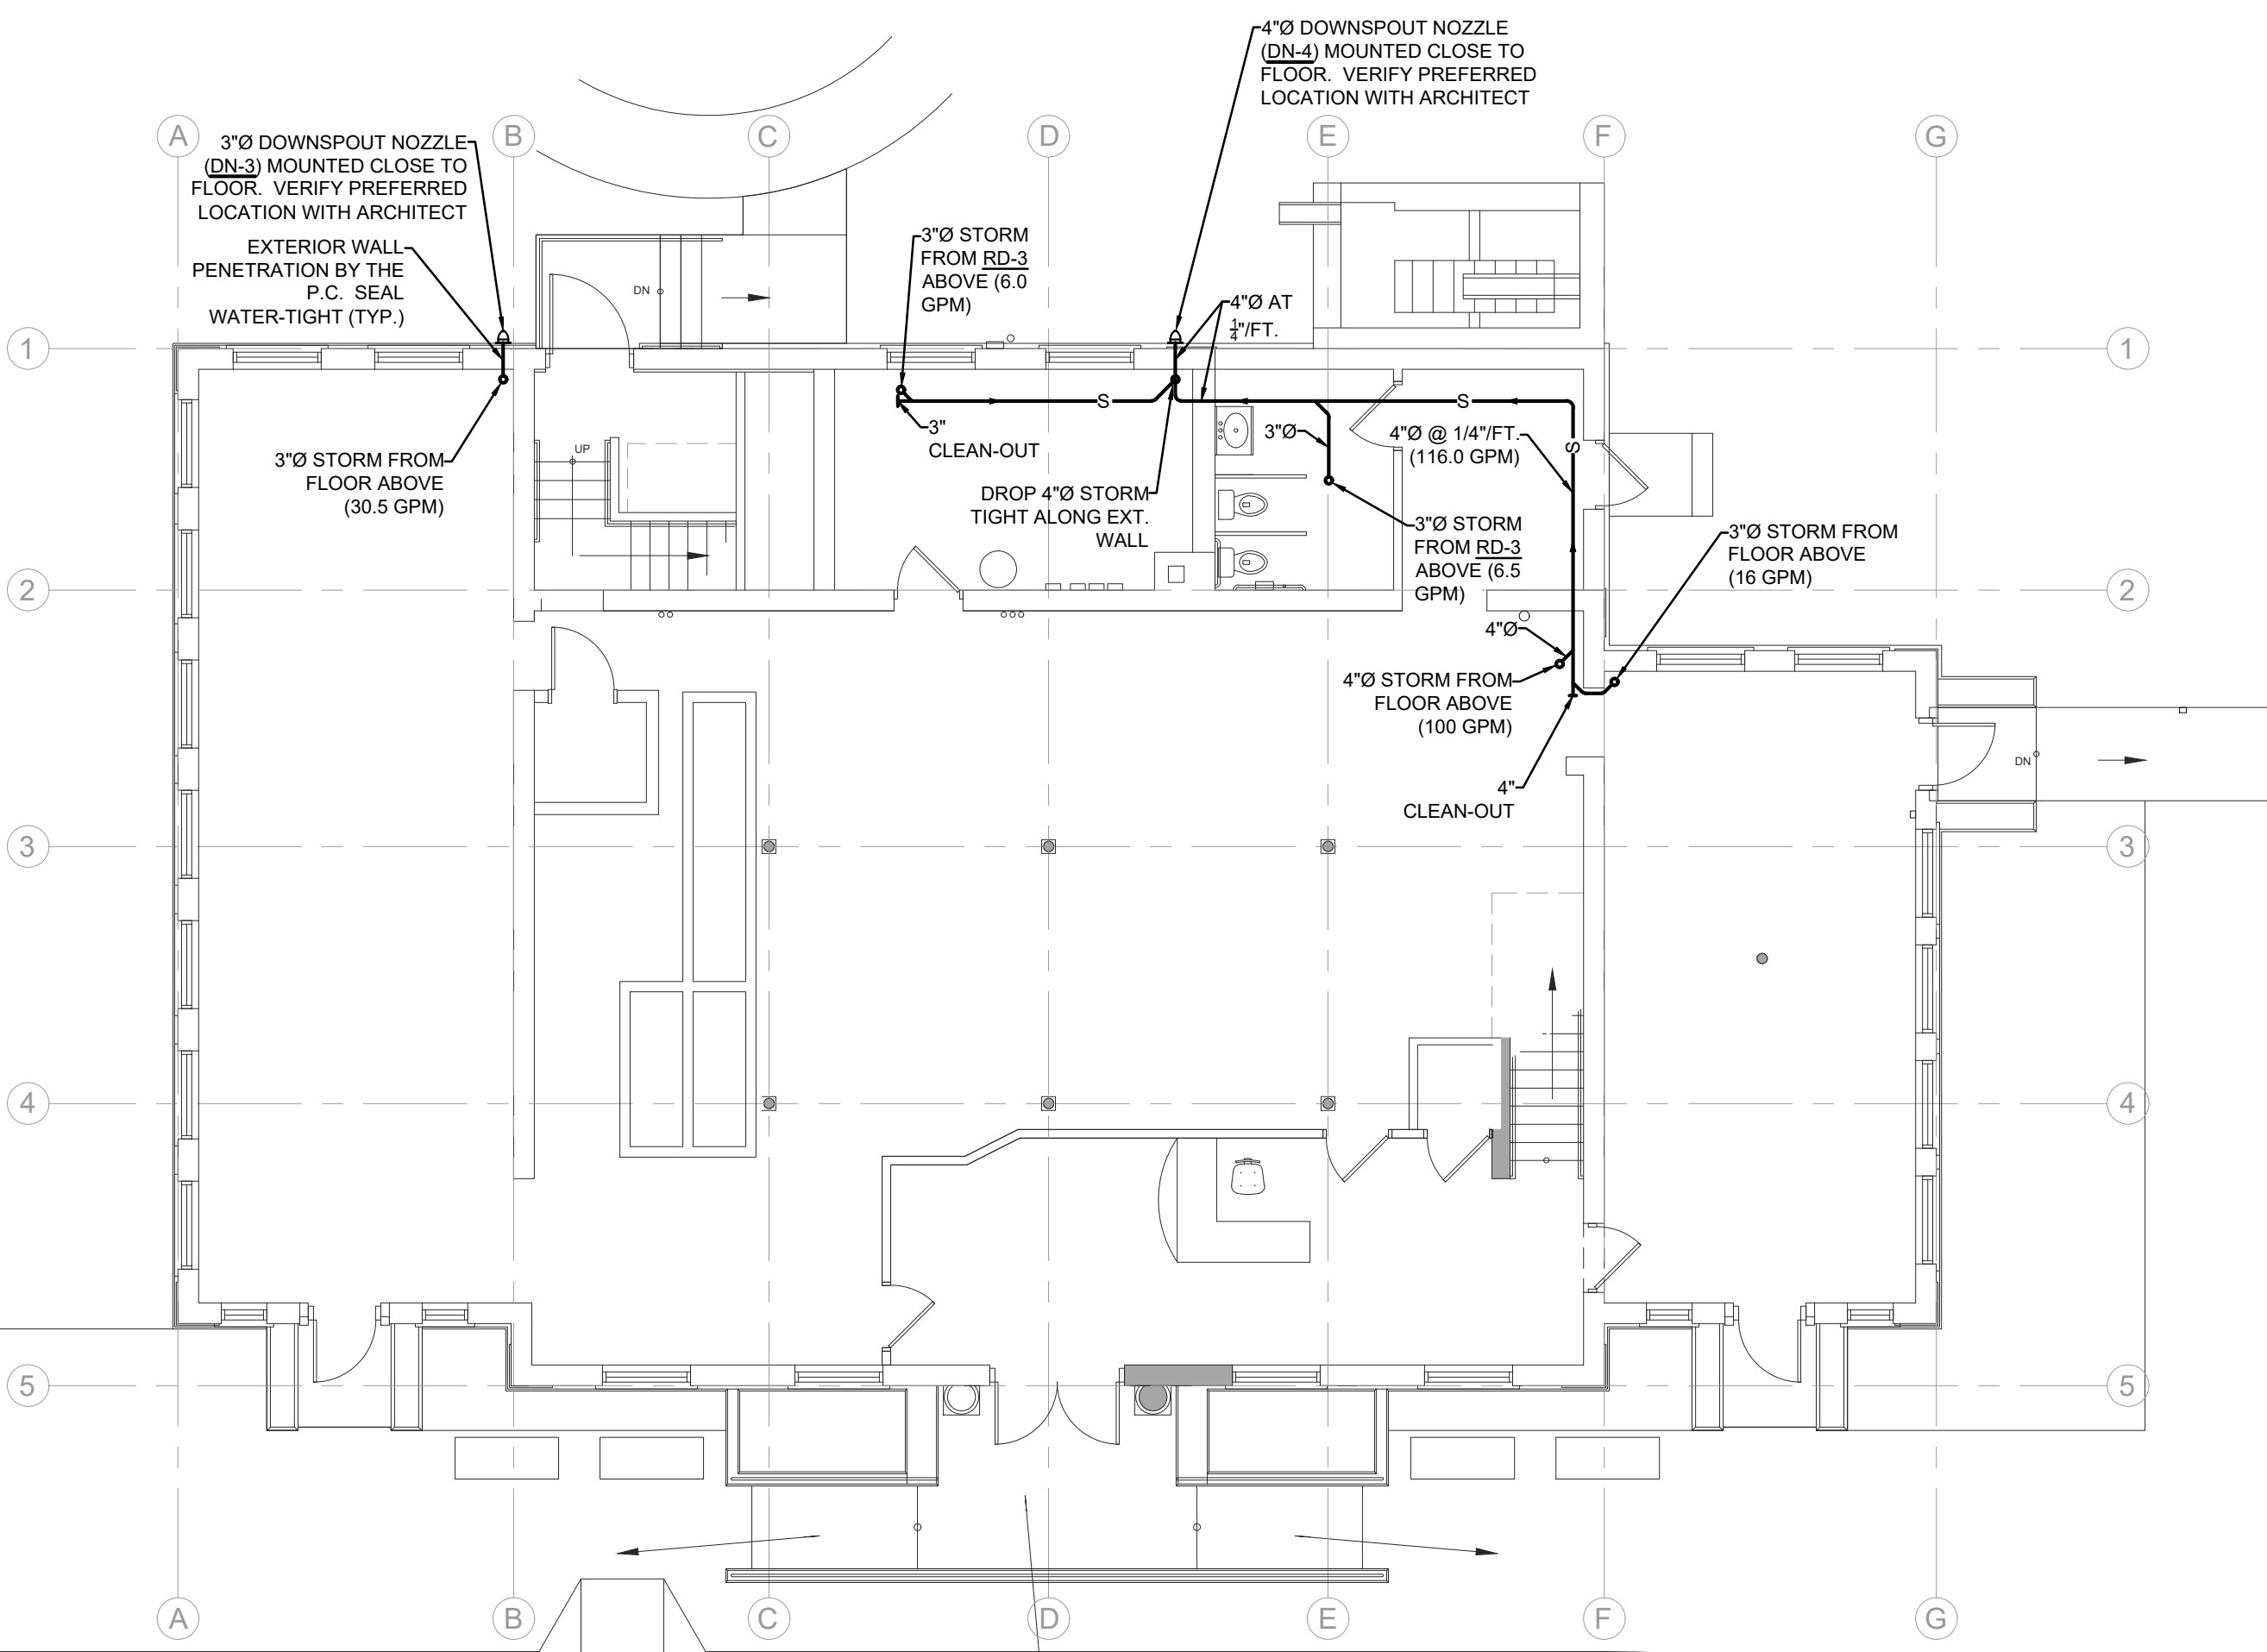 4"Ø DOWNSPOUT NOZZLE
(DN-4) MOUNTED CLOSE TO
FLOOR. VERIFY PREFERRED
LOCATION WITH ARCHITECT
A
B
C
D
E
F
G
3"Ø DOWNSPOUT NOZZLE
(DN-3) MOUNTED CLOSE TO
FLOOR. VERIFY PREFERRED
LOCATION WITH ARCHITECT
EXTERIOR WALL
PENETRATION BY THE
P.C. SEAL
WATER-TIGHT (TYP.)
3"Ø STORM
FROM RD-3
ABOVE (6.0
GPM)
DN
4"Ø AT
1/4"/FT.
1
1
S
S
3"
CLEAN-OUT
3"Ø
4"Ø @ 1/4"/FT.
(116.0 GPM)
S
UP
3"Ø STORM FROM
FLOOR ABOVE
(30.5 GPM)
DROP 4"Ø STORM
TIGHT ALONG EXT.
WALL
3"Ø STORM
FROM RD-3
ABOVE (6.5
GPM)
3"Ø STORM FROM
FLOOR ABOVE
(16 GPM)
2
2
4"Ø
4"Ø STORM FROM
FLOOR ABOVE
(100 GPM)
DN
4"
CLEAN-OUT
3
3
4
4
5
5
A
B
C
D
E
F
G